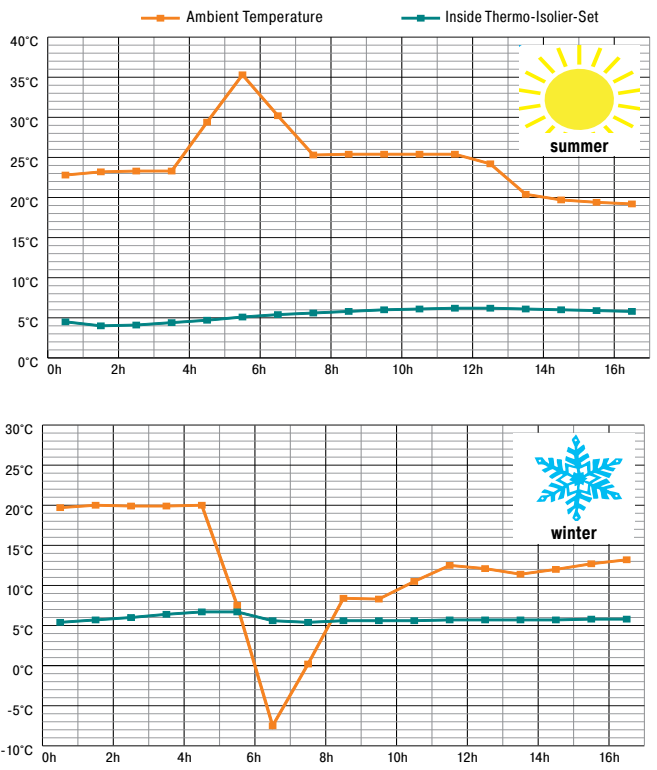 Ambient Temperature Inside Thermo-Isolier-Set
40°C
35°C
30°C
25°C
20°C
15°C
10°C
5°C
0°C
summer
0h 2h 4h 6h 8h 10h 12h 14h 16h
30°C
25°C
20°C
15°C
10°C
5°C
0°C
-5°C
-10°C
winter
0h 2h 4h 6h 8h 10h 12h 14h 16h